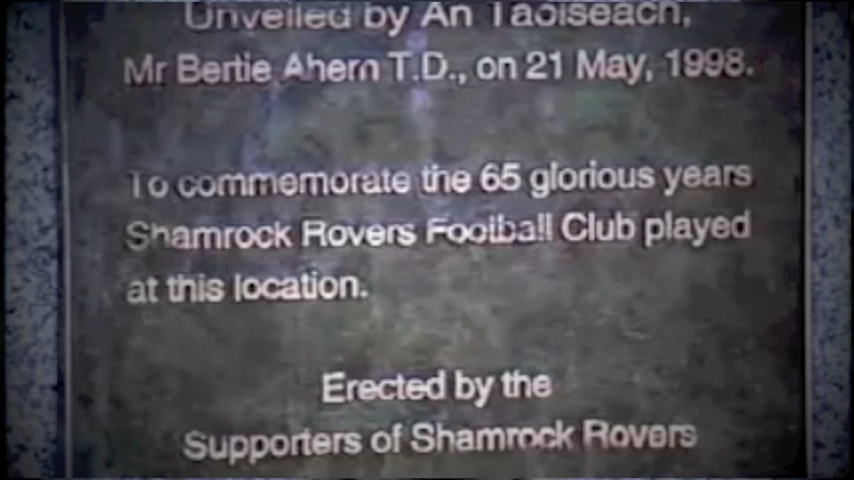 Unveiled by An Taoiseach,
Mr Bertie Ahern T.D., on 21 May, 1998.
To commemorate the 65 glorious years
Shamrock Rovers Football Club played
at this location.
Erected by the
Supporters of Shamrock Rovers